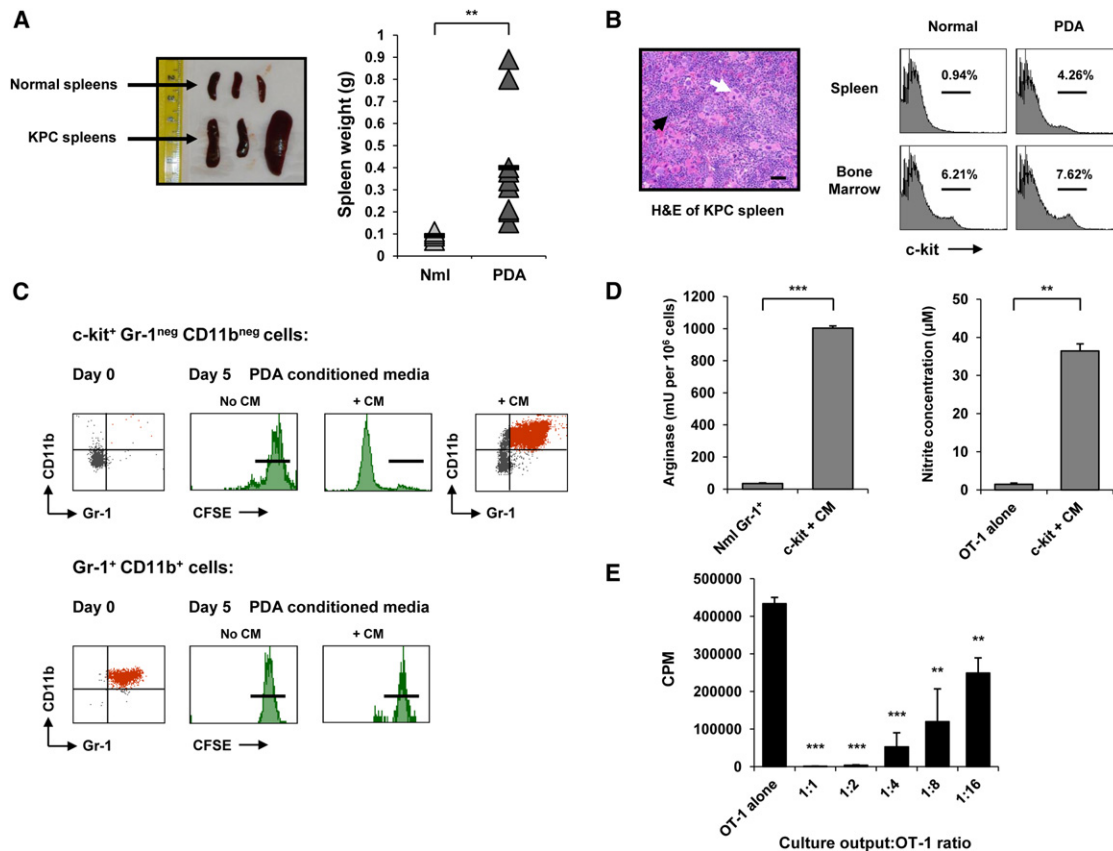 A
Normal spleens
KPC spleens
**
Spleen weight (g)
1
0.9
0.8
0.7
0.6
0.5
0.4
0.3
0.2
0.1
0
Nml
PDA
B
H&E of KPC spleen
Normal
PDA
Spleen
0.94%
4.26%
Bone
Marrow
6.21%
7.62%
c-kit
C
c-kit⁺ Gr-1ⁿᵉᵍ CD11bⁿᵉᵍ cells:
Day 0
Day 5 PDA conditioned media
No CM
+ CM
+ CM
CD11b
Gr-1
CFSE
CD11b
Gr-1
Gr-1⁺ CD11b⁺ cells:
Day 0
Day 5 PDA conditioned media
No CM
+ CM
CD11b
Gr-1
CFSE
D
Arginase (mU per 10⁶ cells)
1200
1000
800
600
400
200
0
***
Nml Gr-1⁺
c-kit + CM
Nitrite concentration (µM)
50
40
30
20
10
0
**
OT-1 alone
c-kit + CM
E
CPM
500000
400000
300000
200000
100000
0
***
***
***
**
**
OT-1 alone
1:1
1:2
1:4
1:8
1:16
Culture output:OT-1 ratio